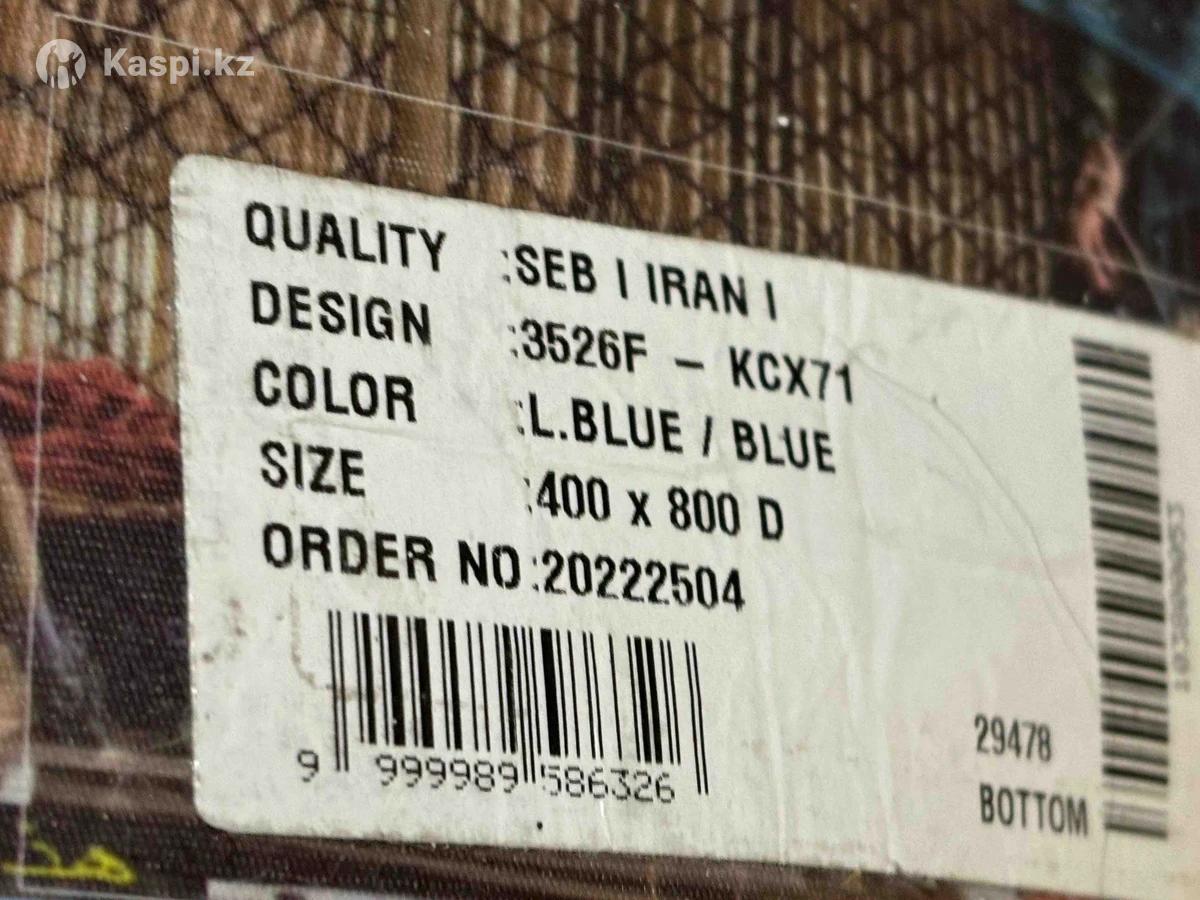 Kaspi.kz
QUALITY :SEB I IRAN I
DESIGN :3526F – KCX71
COLOR :L.BLUE / BLUE
SIZE :400 x 800 D
ORDER NO :20222504
9 999989 586326
29478
BOTTOM